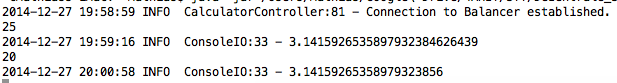 2014-12-27 19:58:59 INFO CalculatorController:81 - Connection to Balancer established.
25
2014-12-27 19:59:16 INFO ConsoleIO:33 - 3.1415926535897932384626439
20
2014-12-27 20:00:58 INFO ConsoleIO:33 - 3.14159265358979323856